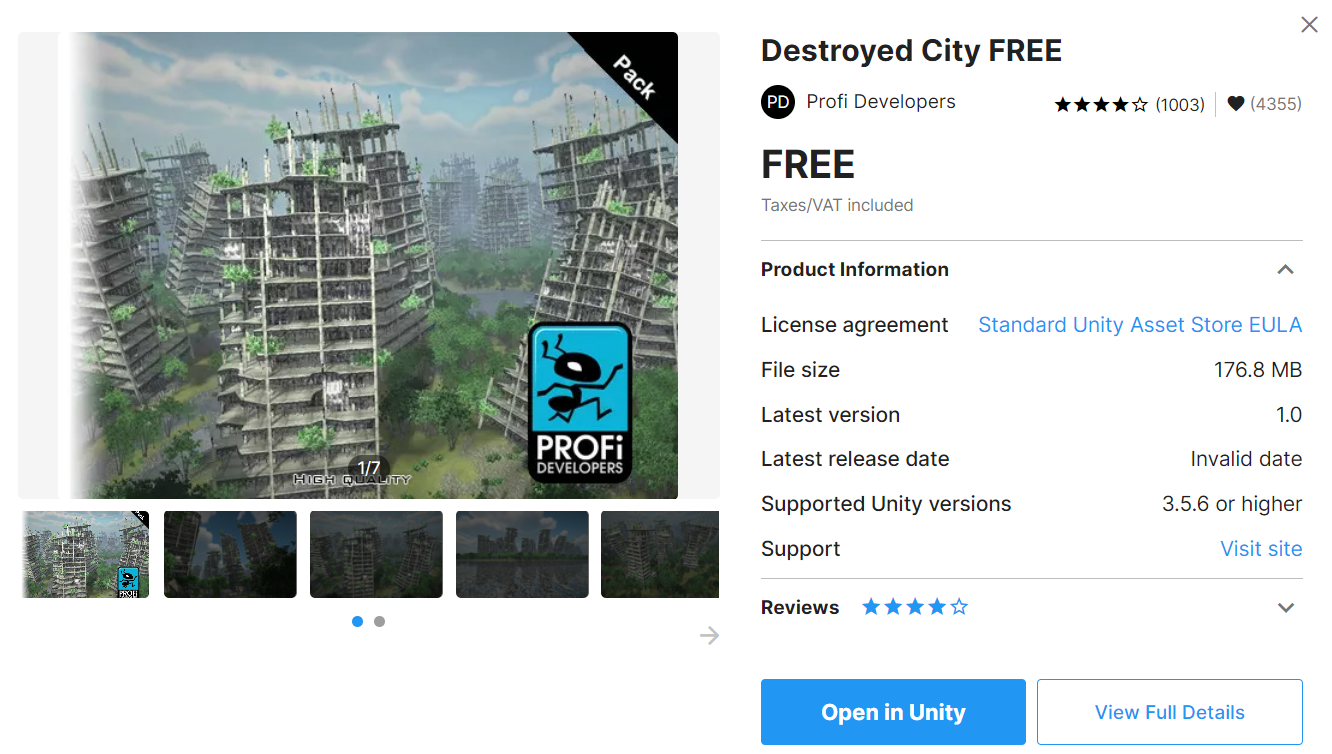 Pack
1/7
HIGH QUALITY
PROFi
DEVELOPERS
Destroyed City FREE
PD Profi Developers (1003) (4355)
FREE
Taxes/VAT included
Product Information
License agreement Standard Unity Asset Store EULA
File size 176.8 MB
Latest version 1.0
Latest release date Invalid date
Supported Unity versions 3.5.6 or higher
Support Visit site
Reviews
Open in Unity View Full Details